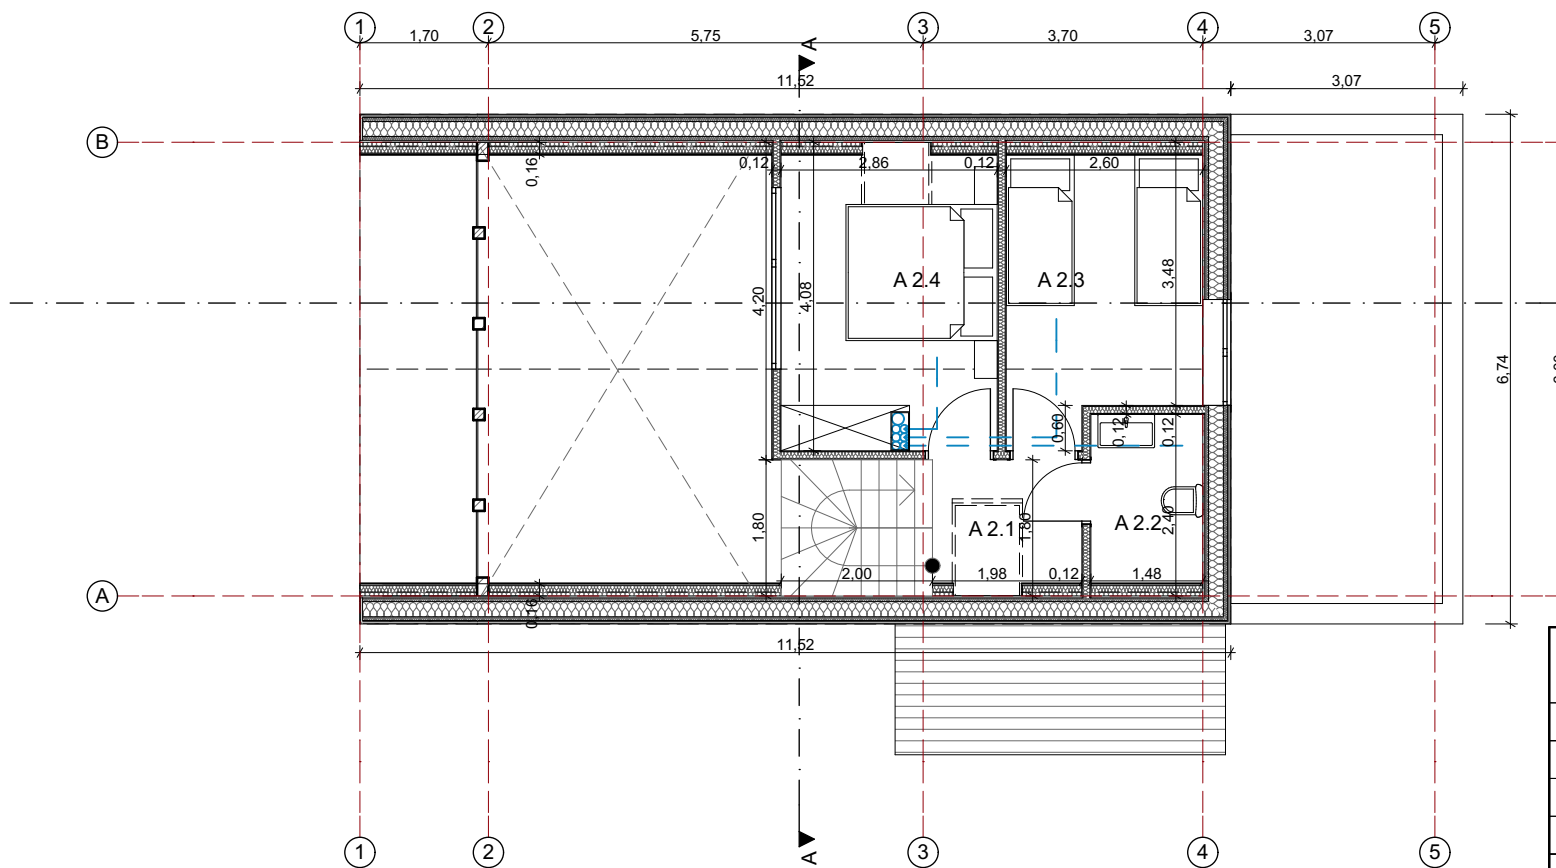 1 2 3 4 5
1,70 5,75 3,70 3,07
A
11,52 3,07
B
0,16 0,12 2,86 0,12 2,60
A 2.4 A 2.3
4,20 4,08 3,48
6,74
0,60 0,12 0,12
1,80 A 2.1 1,80 A 2.2 2,40
2,00 1,98 0,12 1,48
A
0,16
11,52
A
1 2 3 4 5